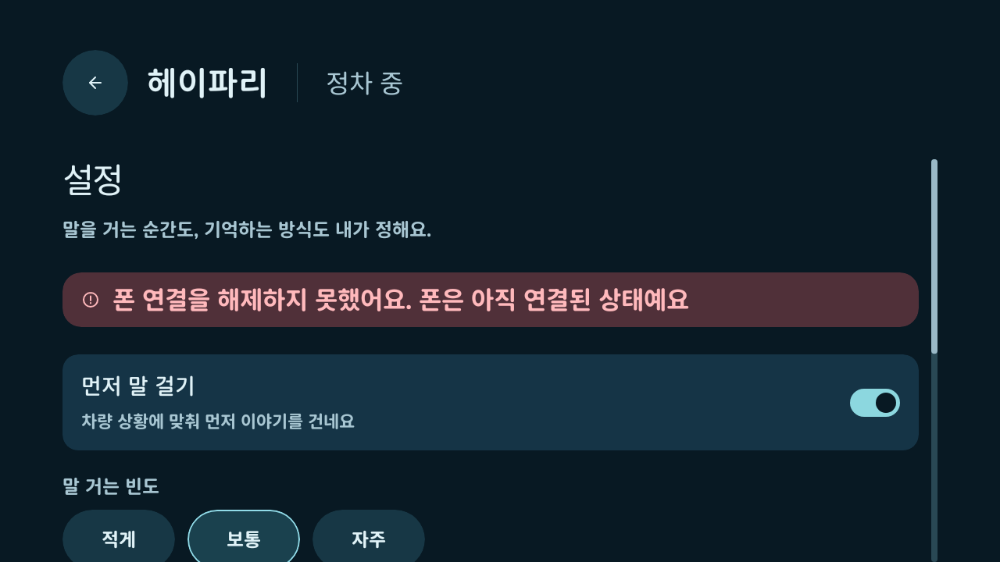 헤이파리
정차 중
설정
말을 거는 순간도, 기억하는 방식도 내가 정해요.
폰 연결을 해제하지 못했어요. 폰은 아직 연결된 상태예요
먼저 말 걸기
차량 상황에 맞춰 먼저 이야기를 건네요
말 거는 빈도
적게
보통
자주